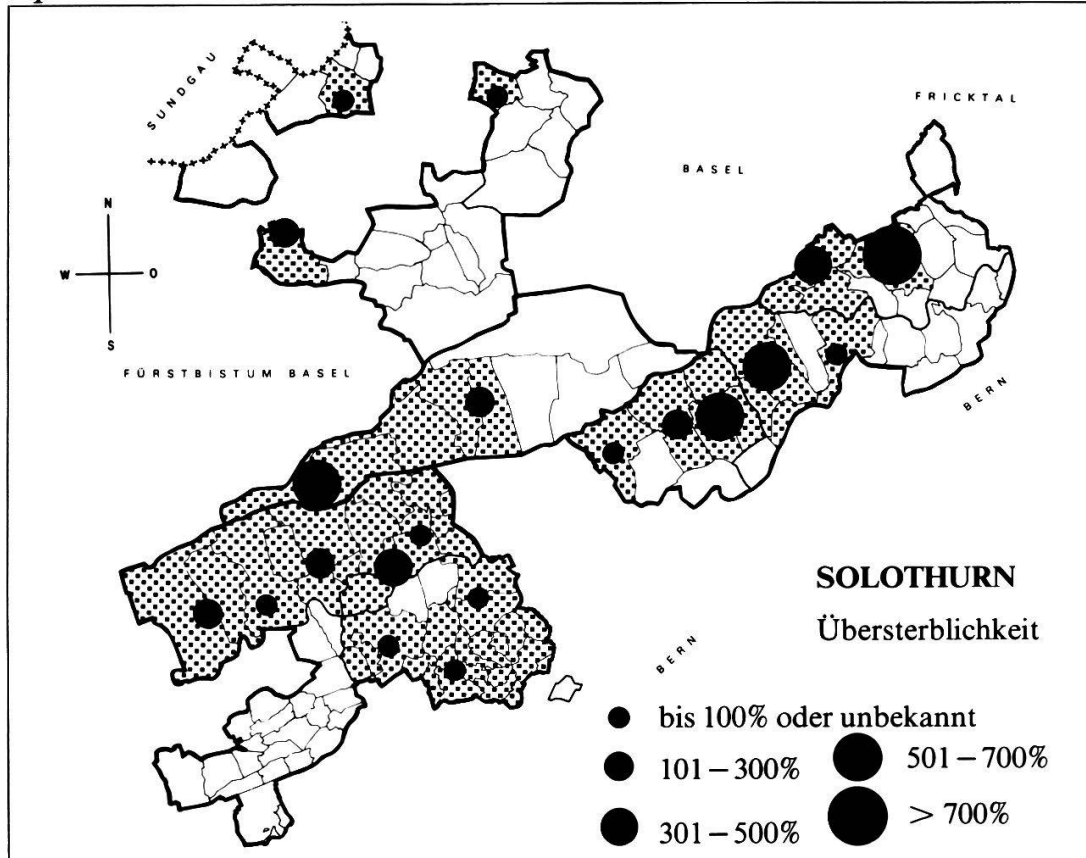 SUNDGAU
FRICKTAL
BASEL
N
W O
S
FÜRSTBISTUM BASEL
BERN
SOLOTHURN
Übersterblichkeit
BERN
bis 100% oder unbekannt
101–300%
301–500%
501–700%
> 700%